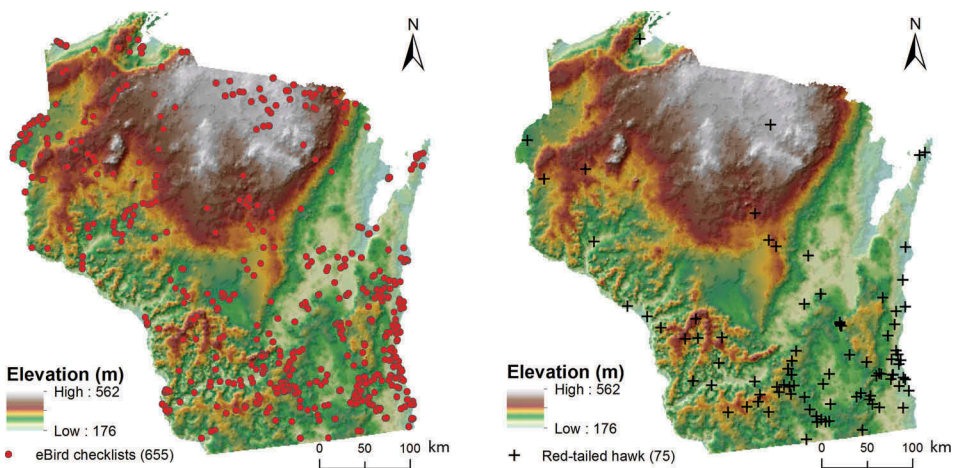 N
Elevation (m)
High : 562
Low : 176
eBird checklists (655)
0 50 100 km
N
Elevation (m)
High : 562
Low : 176
Red-tailed hawk (75)
0 50 100 km